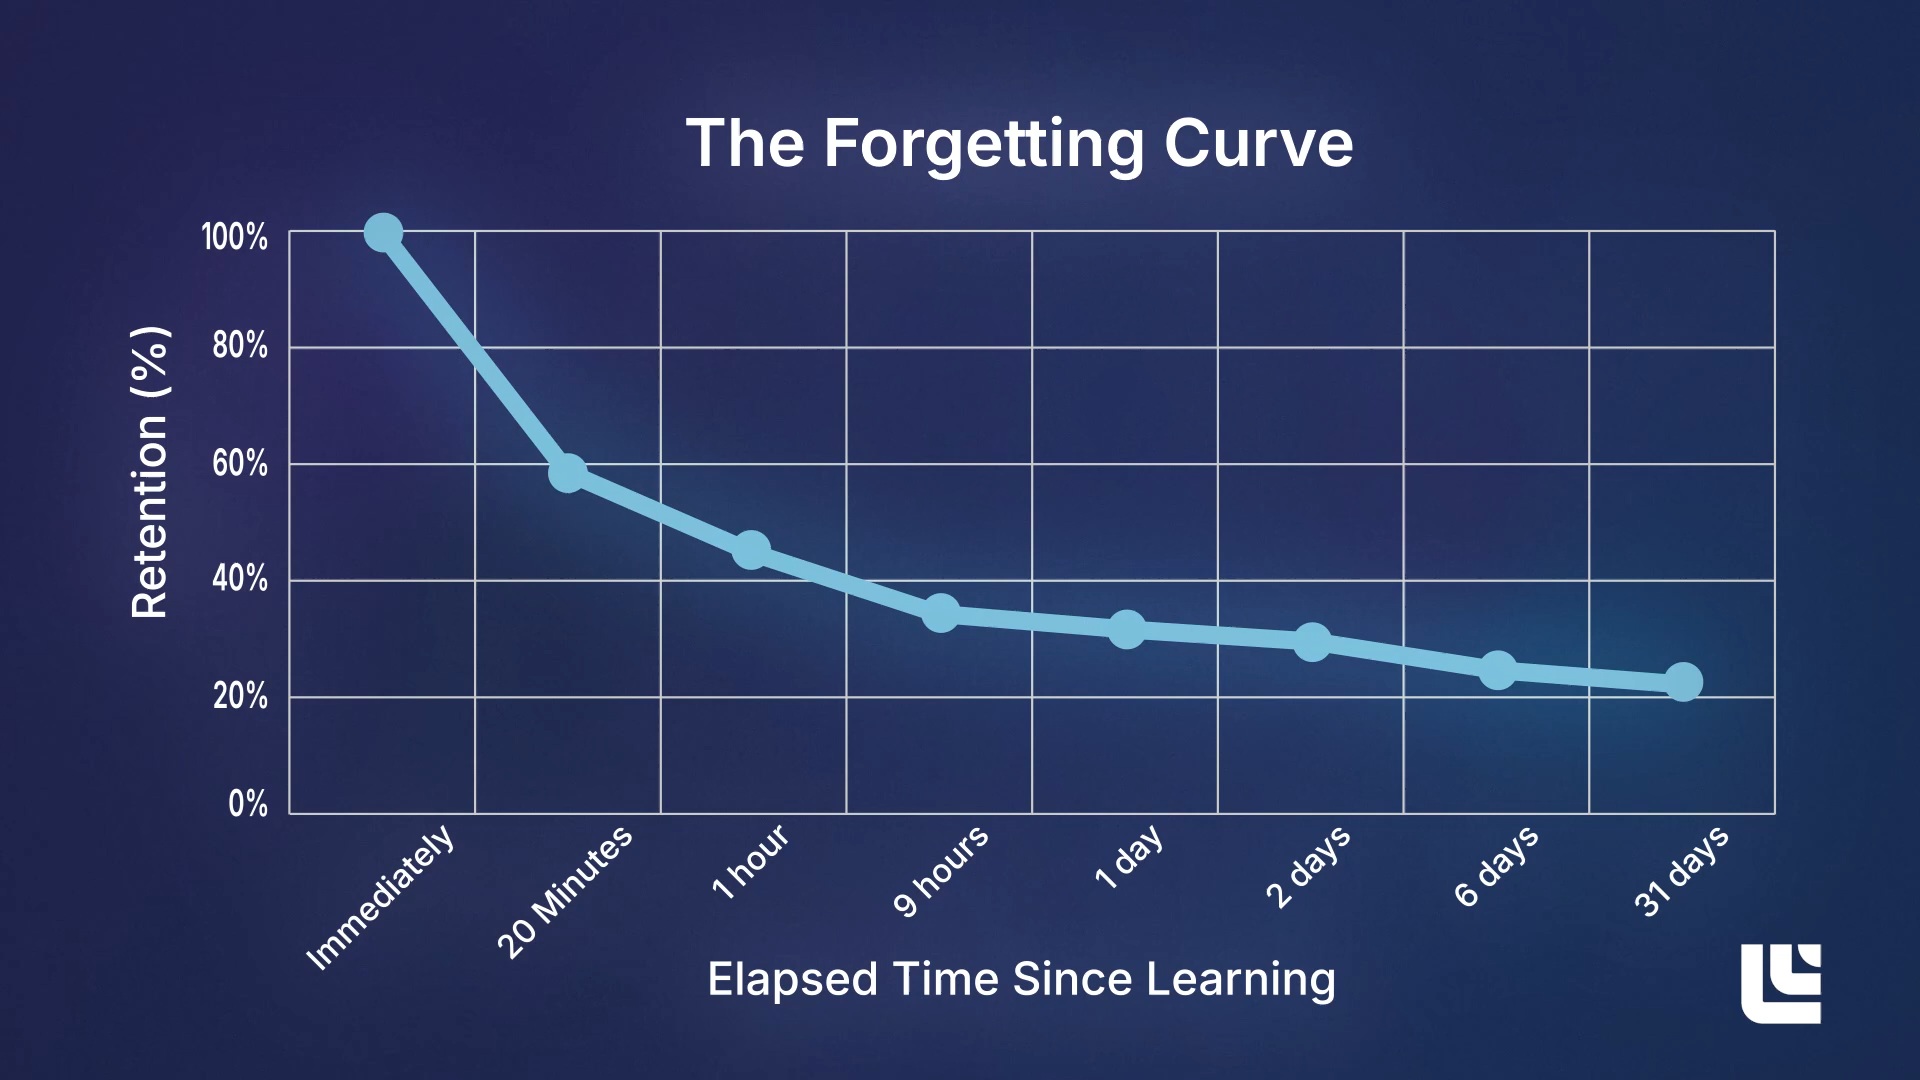 The Forgetting Curve
100%
80%
60%
40%
20%
0%
Retention (%)
Immediately
20 Minutes
1 hour
9 hours
1 day
2 days
6 days
31 days
Elapsed Time Since Learning